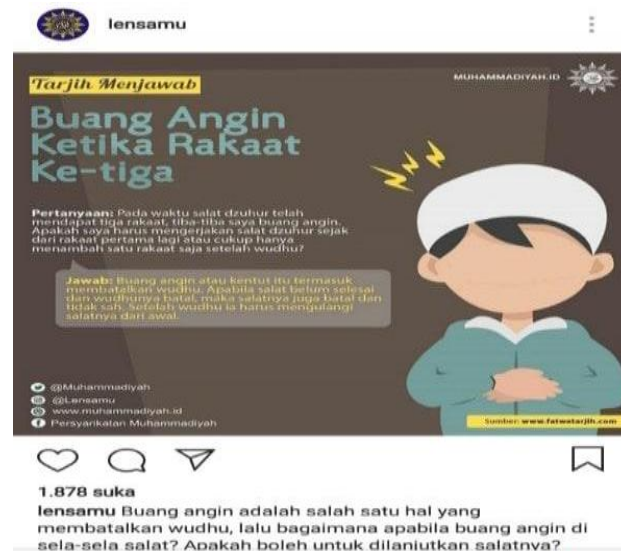 lensamu
Tarjih Menjawab
MUHAMMADIYAH.ID
Buang Angin
Ketika Rakaat
Ke-tiga
Pertanyaan: Pada waktu salat dzuhur telah
mendapat tiga rakaat, tiba-tiba saya buang angin.
Apakah saya harus mengerjakan salat dzuhur sejak
dari rakaat pertama lagi atau cukup hanya
menambah satu rakaat saja setelah wudhu?
Jawab: Buang angin atau kentut itu termasuk
membatalkan wudhu. Apabila salat belum selesai
dan wudhunya batal, maka salatnya juga batal dan
tidak sah. Setelah wudhu ia harus mengulangi
salatnya dari awal.
@Muhammadiyah
@Lensamu
www.muhammadiyah.id
Persyarikatan Muhammadiyah
Sumber: www.fatwatarjih.com
1.878 suka
lensamu Buang angin adalah salah satu hal yang
membatalkan wudhu, lalu bagaimana apabila buang angin di
sela-sela salat? Apakah boleh untuk dilanjutkan salatnya?